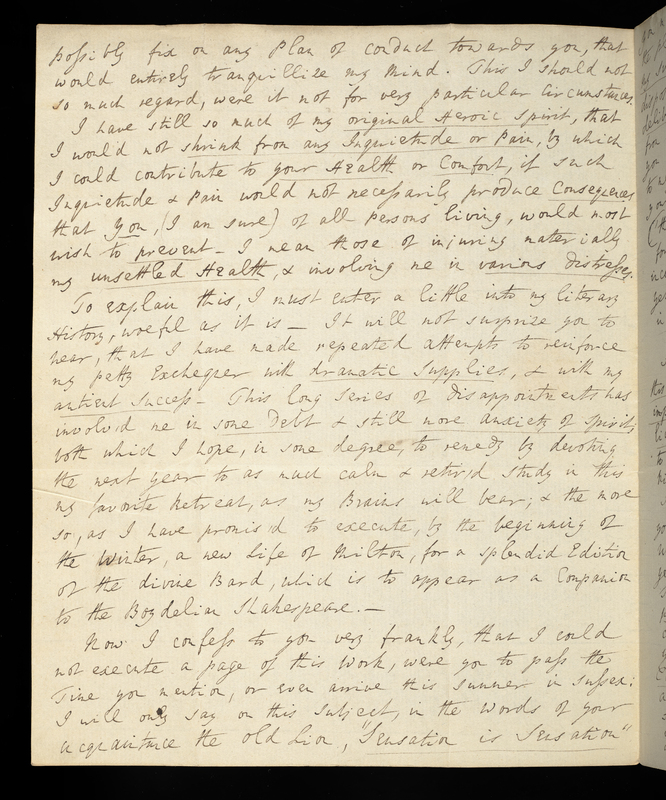 possibly fix on any Plan of conduct towards you, that
would entirely tranquillize my mind. This I should not
so much regard, were it not for very particular Circumstances.
I have still so much of my original Heroic Spirit, that
I would not shrink from any Inquietude or Pain, by which
I could contribute to your Health or Comfort, if such
Inquietude & Pain would not necessarily produce Consequences
that You, (I am sure) of all persons living, would most
wish to prevent — I mean those of injuring materially
my unsettled Health, & involving me in various distresses.
To explain this, I must enter a little into my literary
History, woeful as it is — It will not surprize you to
hear, that I have made repeated attempts to reinforce
my petty Exchequer with dramatic Supplies, & with my
antient Success — This long series of disappointments has
involv'd me in some Debt & still more anxiety of spirit;
both which I hope, in some degree, to remedy by devoting
the next year to as much calm & retir'd study in this
my favorite Retreat, as my Brains will bear; & the more
so, as I have promis'd to execute, by the beginning of
the Winter, a new Life of Milton, for a splendid Edition
of the divine Bard, which is to appear as a Companion
to the Boydelian Shakespeare. —
Now I confess to you very frankly, that I could
not execute a page of this Work, were you to pass the
Time you mention, or even arrive this summer in Sussex:
I will only say on this subject, in the words of your
acquaintance the old Lion, "Sensation is Sensation"